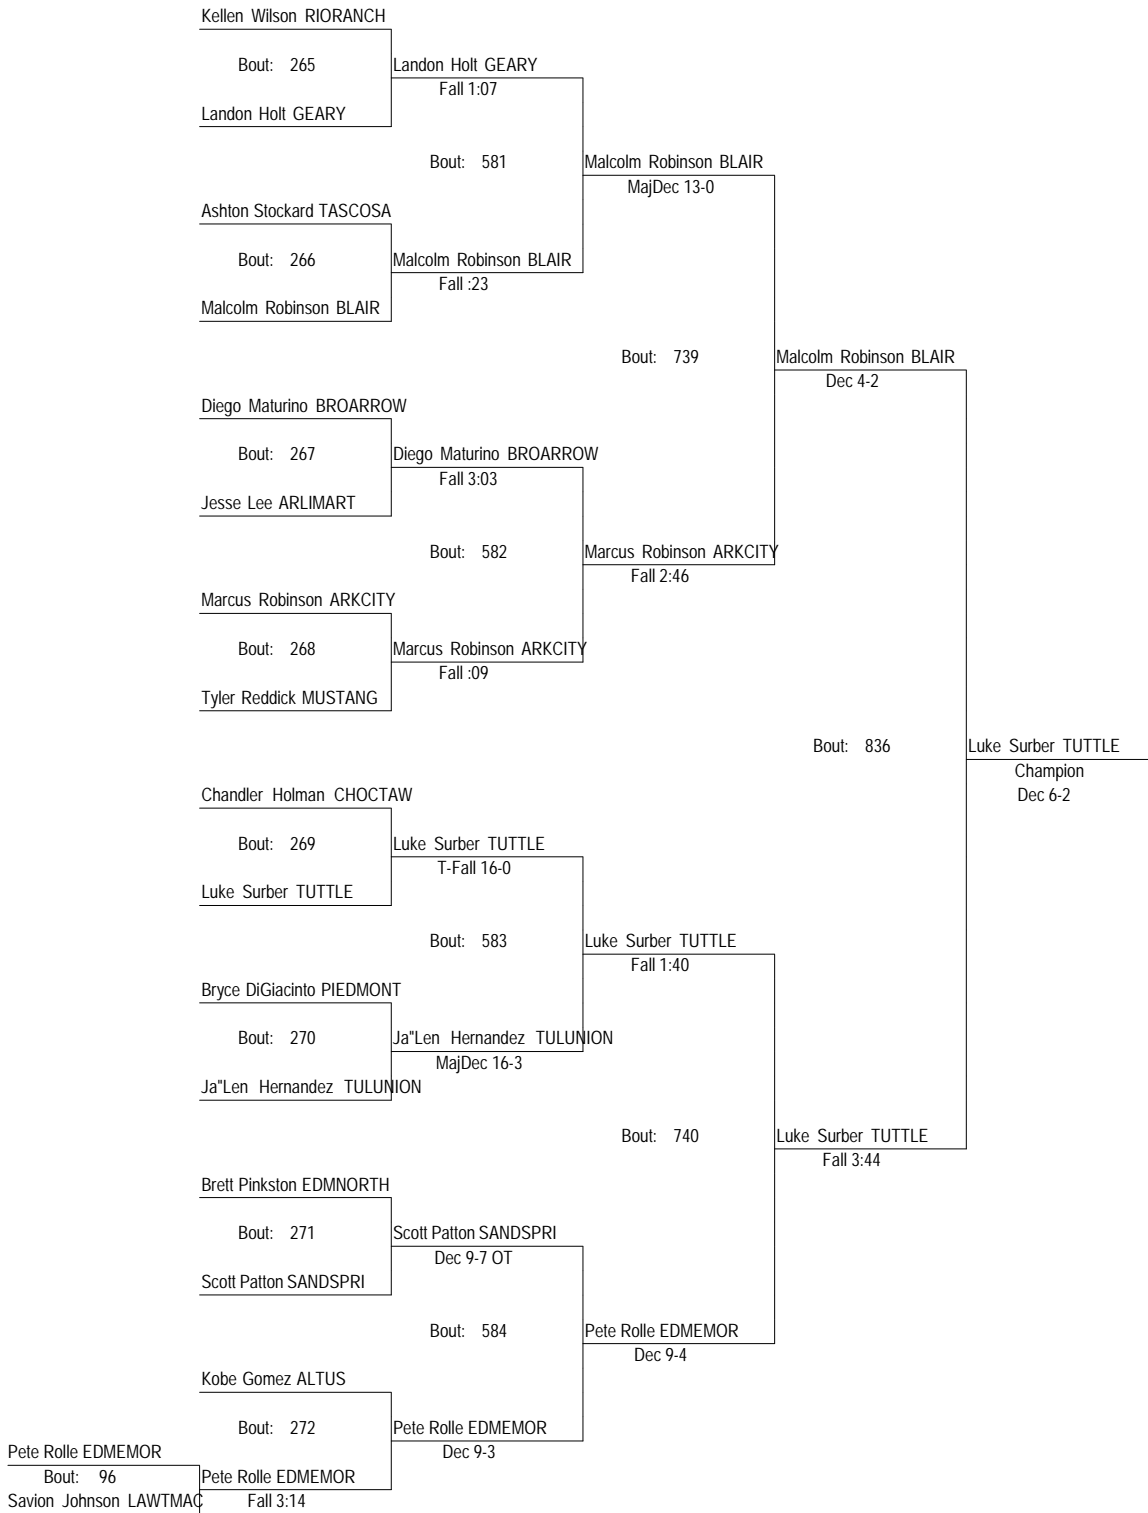 Kellen Wilson RIORANCH
Bout: 265
Landon Holt GEARY
Fall 1:07
Landon Holt GEARY
Bout: 581
Malcolm Robinson BLAIR
MajDec 13-0
Ashton Stockard TASCOSA
Bout: 266
Malcolm Robinson BLAIR
Fall :23
Malcolm Robinson BLAIR
Bout: 739
Malcolm Robinson BLAIR
Dec 4-2
Diego Maturino BROARROW
Bout: 267
Diego Maturino BROARROW
Fall 3:03
Jesse Lee ARLIMART
Bout: 582
Marcus Robinson ARKCITY
Fall 2:46
Marcus Robinson ARKCITY
Bout: 268
Marcus Robinson ARKCITY
Fall :09
Tyler Reddick MUSTANG
Bout: 836
Luke Surber TUTTLE
Champion
Dec 6-2
Chandler Holman CHOCTAW
Bout: 269
Luke Surber TUTTLE
T-Fall 16-0
Luke Surber TUTTLE
Bout: 583
Luke Surber TUTTLE
Fall 1:40
Bryce DiGiacinto PIEDMONT
Bout: 270
Ja"Len Hernandez TULUNION
MajDec 16-3
Ja"Len Hernandez TULUNION
Bout: 740
Luke Surber TUTTLE
Fall 3:44
Brett Pinkston EDMNORTH
Bout: 271
Scott Patton SANDSPRI
Dec 9-7 OT
Scott Patton SANDSPRI
Bout: 584
Pete Rolle EDMEMOR
Dec 9-4
Kobe Gomez ALTUS
Bout: 272
Pete Rolle EDMEMOR
Dec 9-3
Pete Rolle EDMEMOR
Bout: 96
Pete Rolle EDMEMOR
Savion Johnson LAWTMAC
Fall 3:14